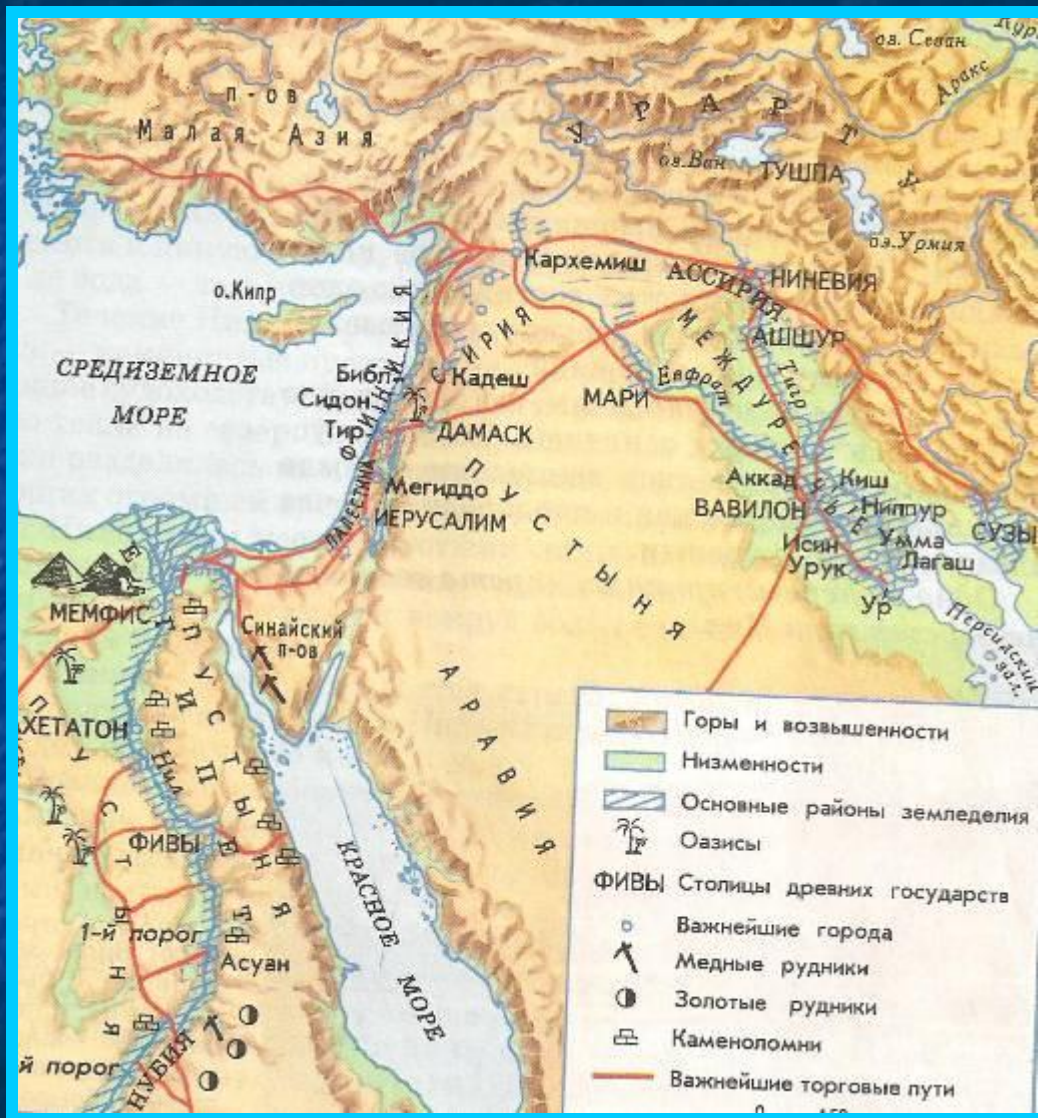 оз. Севан
Аракс
п-ов
Малая Азия
УРАРТУ
оз. Ван
ТУШПА
оз. Урмия
Кархемиш
АССИРИЯ
НИНЕВИЯ
о. Кипр
ФИНИКИЯ
СИРИЯ
МЕЖДУРЕЧЬЕ
АШШУР
СРЕДИЗЕМНОЕ
МОРЕ
Библ
Кадеш
Евфрат
Тигр
Сидон
МАРИ
Тир
ДАМАСК
ПАЛЕСТИНА
ПУСТЫНЯ
Мегиддо
Аккад
Киш
ИЕРУСАЛИМ
ВАВИЛОН
Ниппур
СУЗЫ
Исин
Умма
Урук
Лагаш
Ур
ЕГИПЕТ
МЕМФИС
ПУСТЫНЯ
Синайский
п-ов
Персидский
зал.
АРАВИЯ
ХЕТАТОН
Нил
ПУСТЫНЯ
ФИВЫ
КРАСНОЕ
МОРЕ
1-й порог
Асуан
й порог
НУБИЯ
Горы и возвышенности
Низменности
Основные районы земледелия
Оазисы
ФИВЫ Столицы древних государств
Важнейшие города
Медные рудники
Золотые рудники
Каменоломни
Важнейшие торговые пути